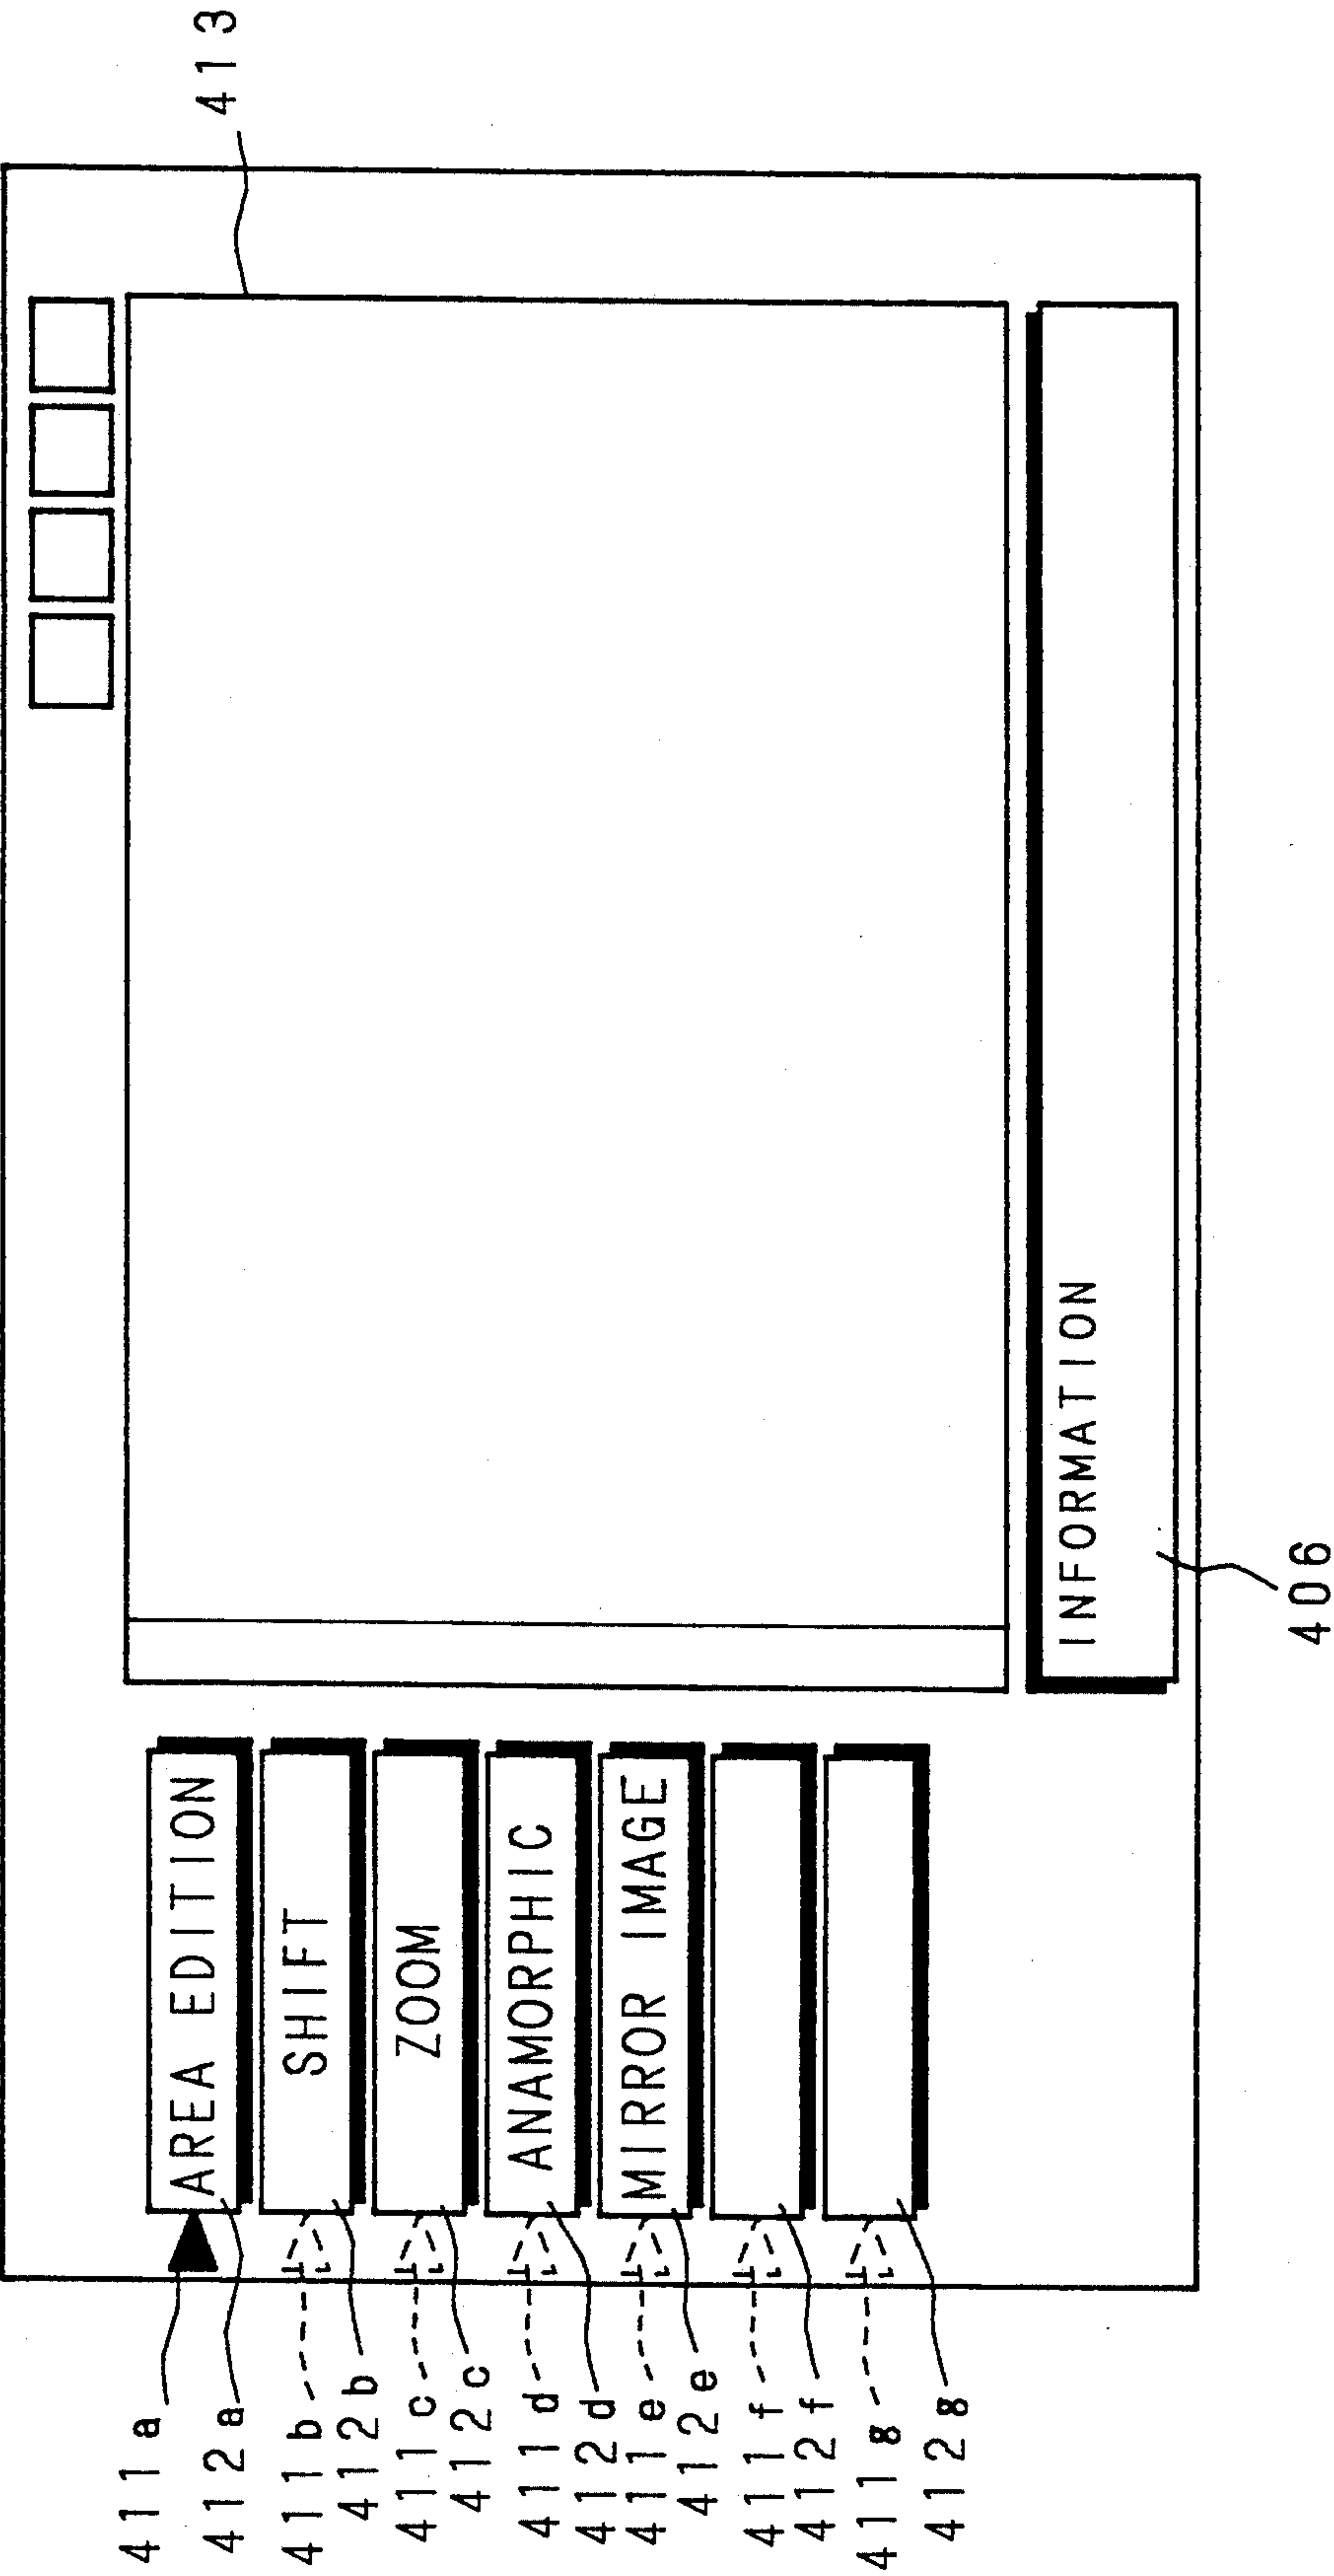 413
411a
412a
AREA EDITION
411b
412b
SHIFT
411c
412c
ZOOM
411d
412d
ANAMORPHIC
411e
412e
MIRROR IMAGE
411f
412f
411g
412g
INFORMATION
406